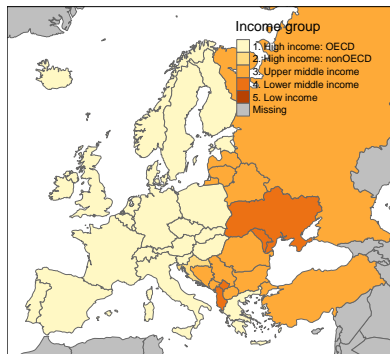 Income group
1. High income: OECD
2. High income: nonOECD
3. Upper middle income
4. Lower middle income
5. Low income
Missing